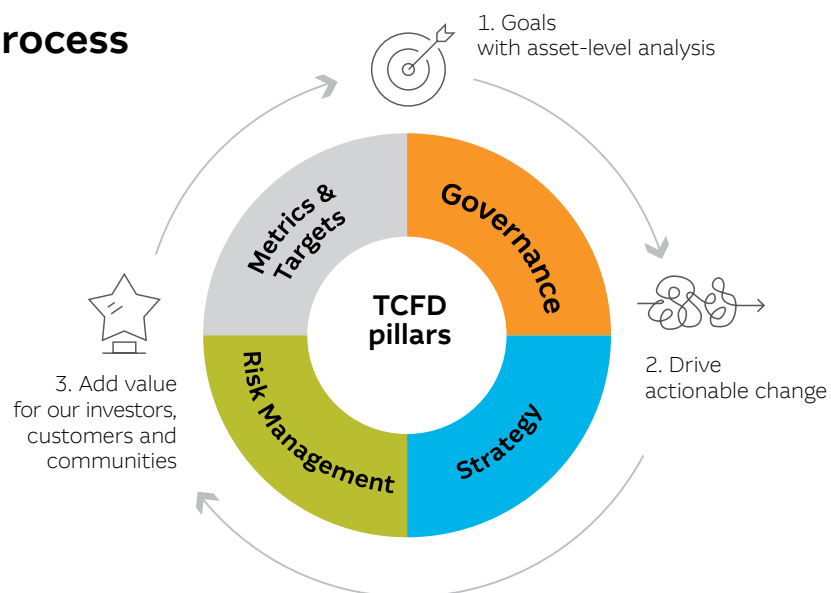 rocess
1. Goals
with asset-level analysis
Metrics &
Targets
Governance
TCFD
pillars
2. Drive
actionable change
3. Add value
for our investors,
customers and
communities
Risk Management
Strategy